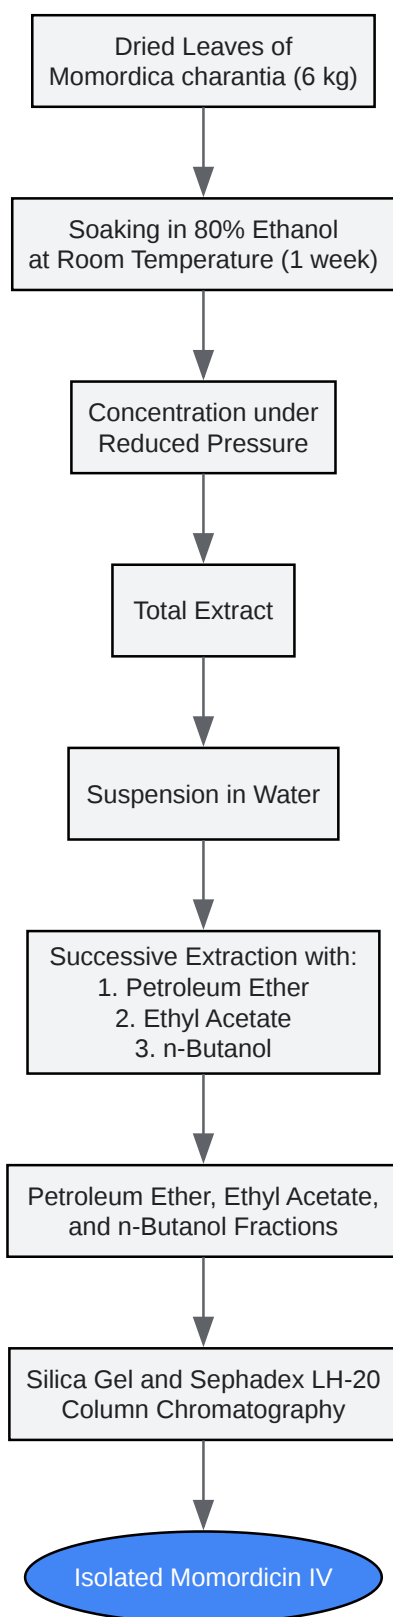 Dried Leaves of
Momordica charantia (6 kg)
Soaking in 80% Ethanol
at Room Temperature (1 week)
Concentration under
Reduced Pressure
Total Extract
Suspension in Water
Successive Extraction with:
1. Petroleum Ether
2. Ethyl Acetate
3. n-Butanol
Petroleum Ether, Ethyl Acetate,
and n-Butanol Fractions
Silica Gel and Sephadex LH-20
Column Chromatography
Isolated Momordicin IV